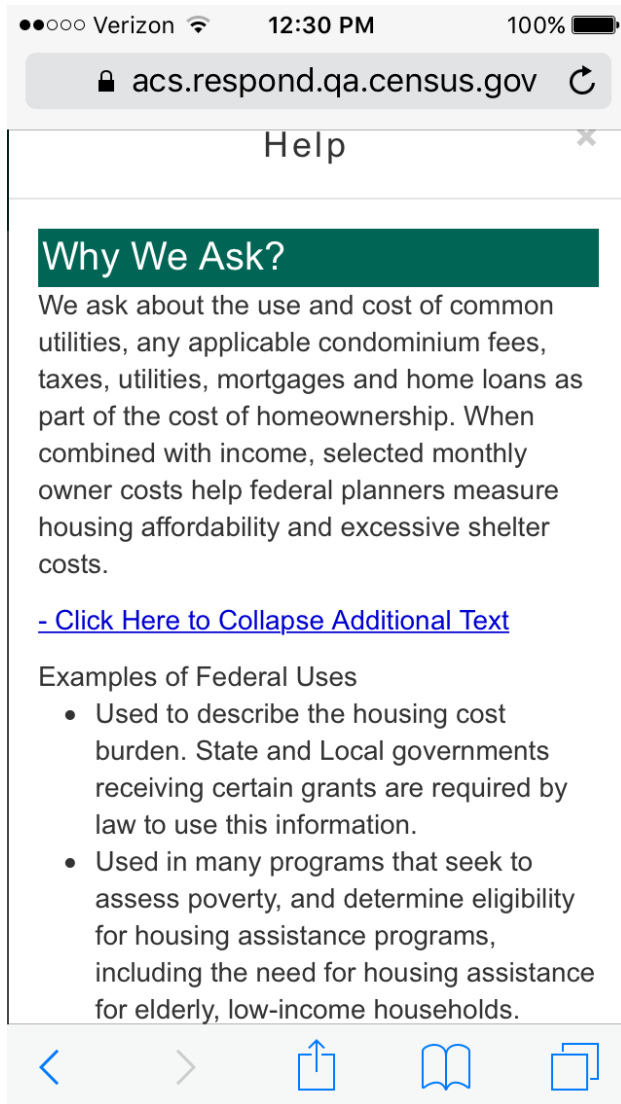 Verizon 12:30 PM 100%
acs.respond.qa.census.gov
Help ×
Why We Ask?
We ask about the use and cost of common
utilities, any applicable condominium fees,
taxes, utilities, mortgages and home loans as
part of the cost of homeownership. When
combined with income, selected monthly
owner costs help federal planners measure
housing affordability and excessive shelter
costs.
- Click Here to Collapse Additional Text
Examples of Federal Uses
• Used to describe the housing cost
burden. State and Local governments
receiving certain grants are required by
law to use this information.
• Used in many programs that seek to
assess poverty, and determine eligibility
for housing assistance programs,
including the need for housing assistance
for elderly, low-income households.